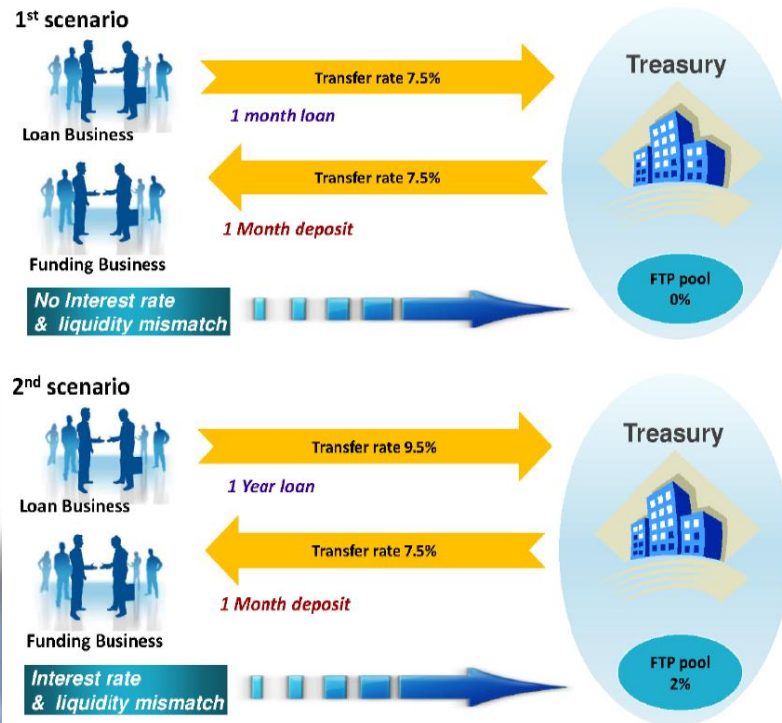 1st scenario
Treasury
Transfer rate 7.5%
1 month loan
Loan Business
Transfer rate 7.5%
1 Month deposit
Funding Business
FTP pool
0%
No Interest rate
& liquidity mismatch
2nd scenario
Treasury
Transfer rate 9.5%
1 Year loan
Loan Business
Transfer rate 7.5%
1 Month deposit
Funding Business
FTP pool
2%
Interest rate
& liquidity mismatch